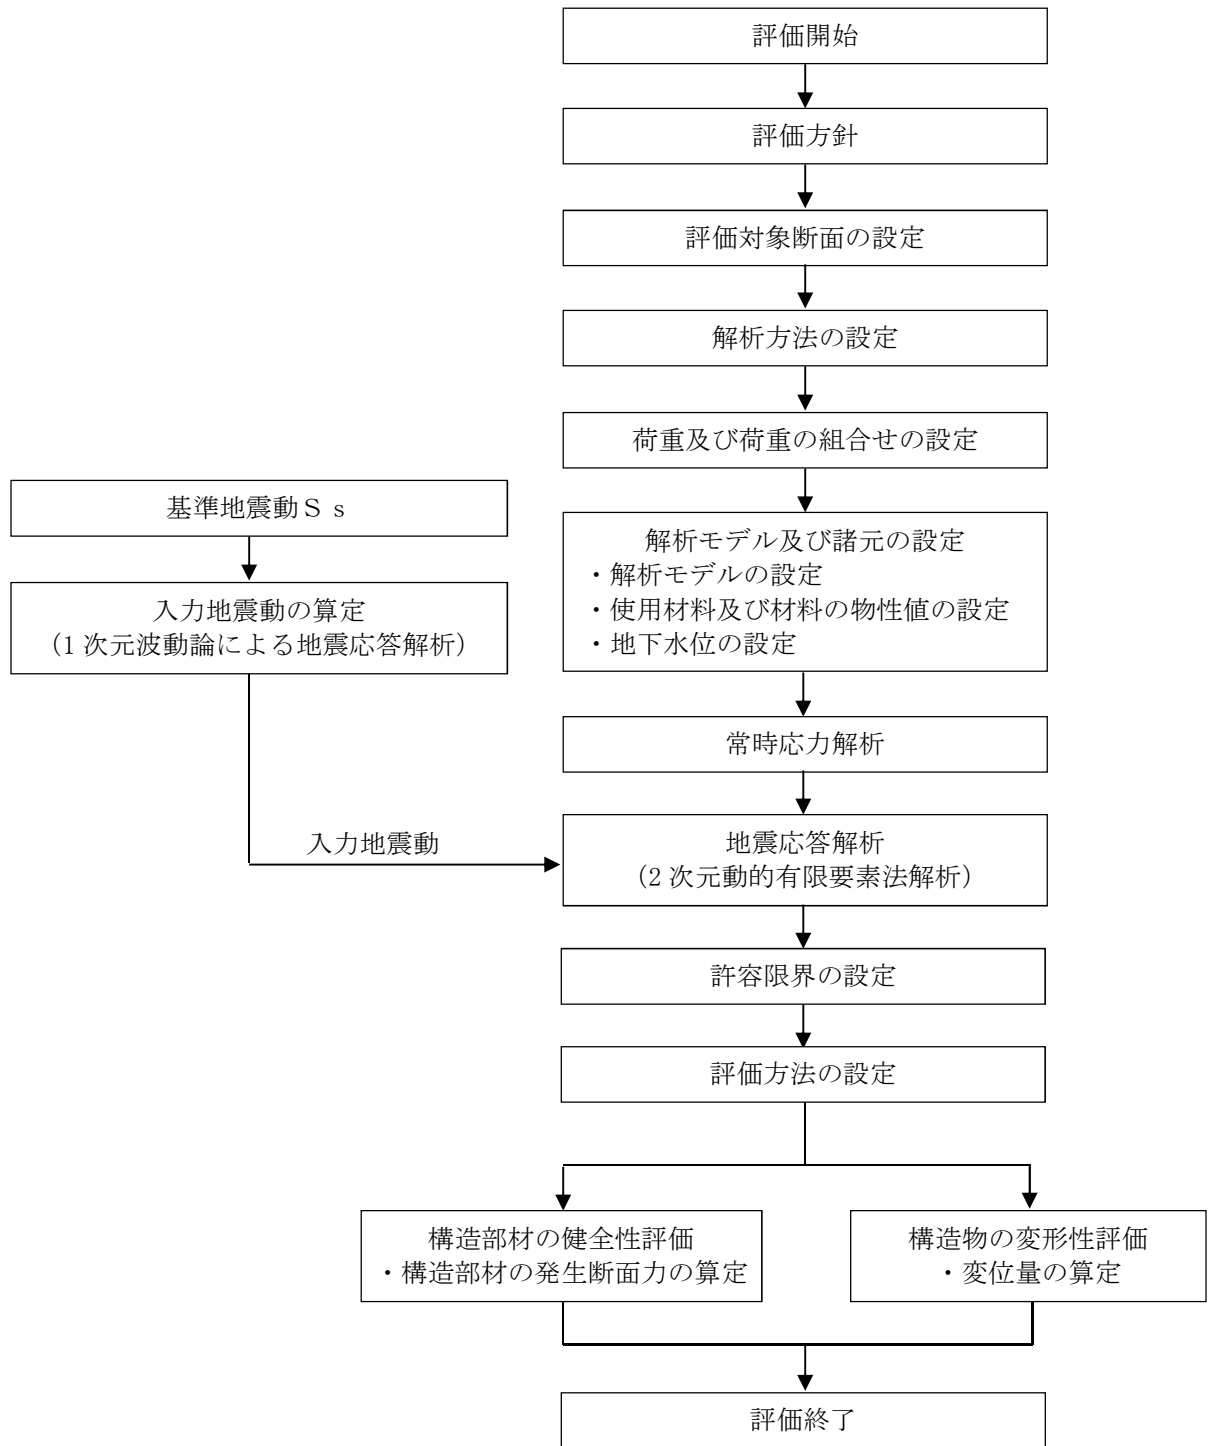 評価開始
評価方針
評価対象断面の設定
解析方法の設定
荷重及び荷重の組合せの設定
基準地震動Ｓｓ
入力地震動の算定
（1 次元波動論による地震応答解析）
解析モデル及び諸元の設定
・解析モデルの設定
・使用材料及び材料の物性値の設定
・地下水位の設定
常時応力解析
入力地震動
地震応答解析
（2 次元動的有限要素法解析）
許容限界の設定
評価方法の設定
構造部材の健全性評価
・構造部材の発生断面力の算定
構造物の変形性評価
・変位量の算定
評価終了